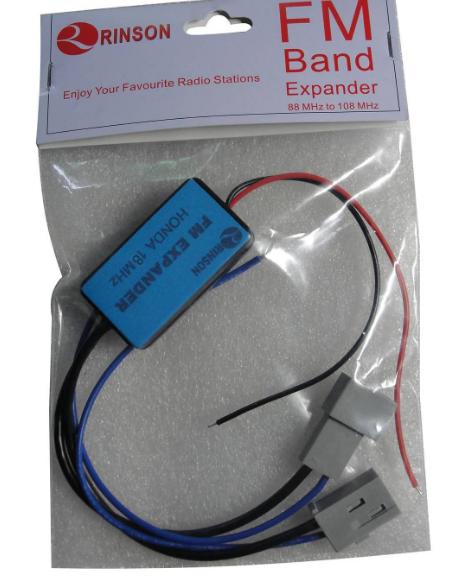 RINSON
Enjoy Your Favourite Radio Stations
FM
Band
Expander
88 MHz to 108 MHz
RINSON
FM EXPANDER
HONDA 18MHz